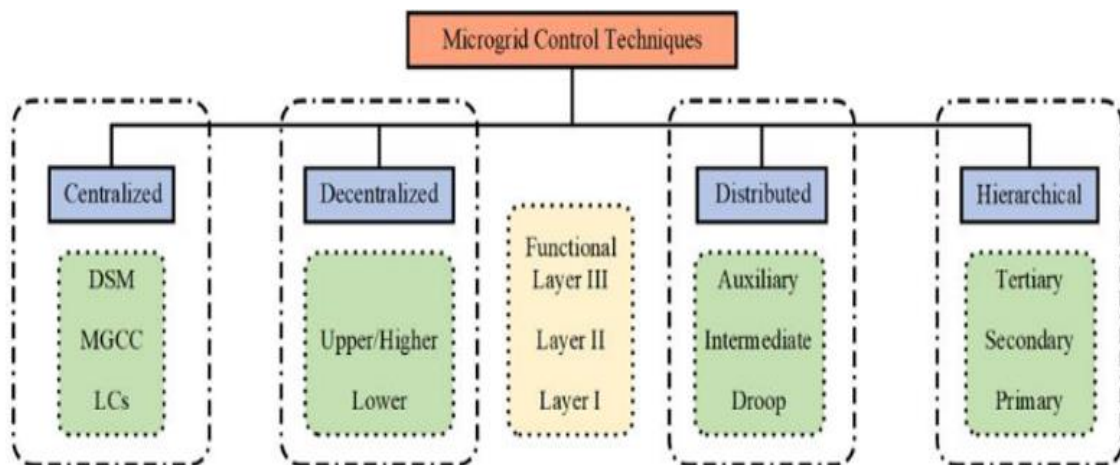 Microgrid Control Techniques
Centralized
Decentralized
Distributed
Hierarchical
DSM
MGCC
LCs
Upper/Higher
Lower
Functional
Layer III
Layer II
Layer I
Auxiliary
Intermediate
Droop
Tertiary
Secondary
Primary